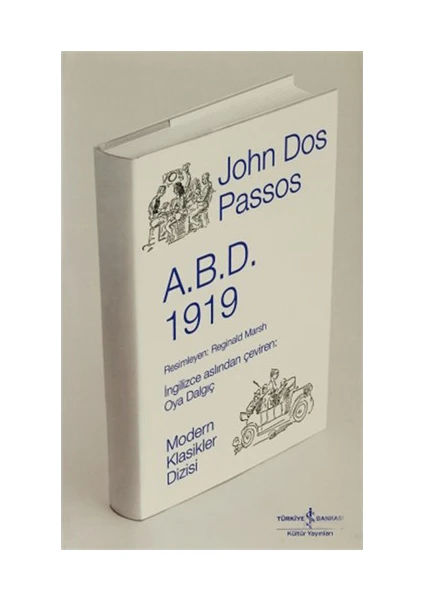 John Dos
Passos
A.B.D.
1919
Resimleyen: Reginald Marsh
İngilizce aslından çeviren:
Oya Dalgıç
Modern
Klasikler
Dizisi
TÜRKİYE İŞ BANKASI
Kültür Yayınları